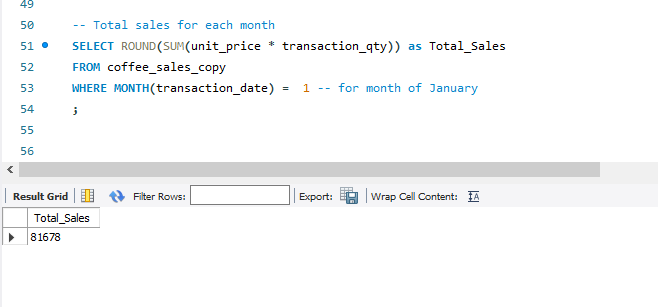 49
50 -- Total sales for each month
51 SELECT ROUND(SUM(unit_price * transaction_qty)) as Total_Sales
52 FROM coffee_sales_copy
53 WHERE MONTH(transaction_date) = 1 -- for month of January
54 ;
55
56
Result Grid Filter Rows: Export: Wrap Cell Content: IA
Total_Sales
81678